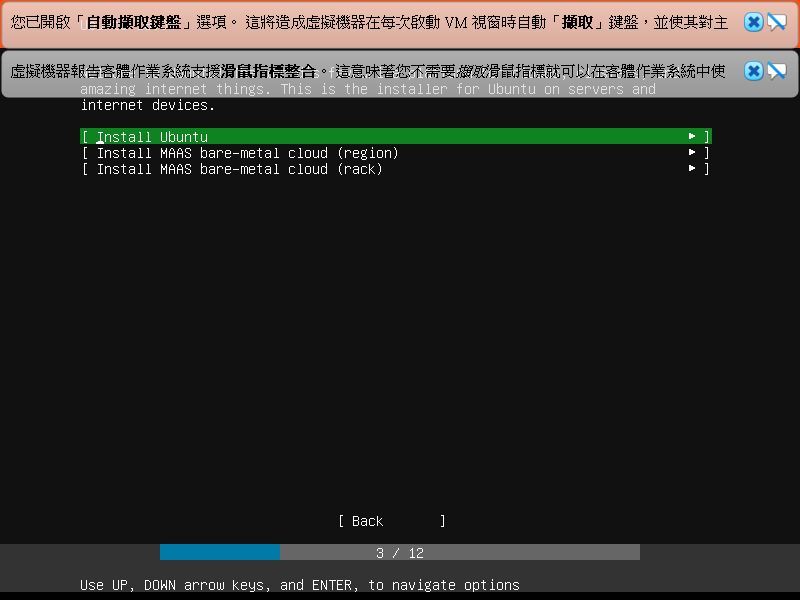 您已開啟「自動擷取鍵盤」選項。 這將造成虛擬機器在每次啟動 VM 視窗時自動「擷取」鍵盤，並使其對主
虛擬機器報告客體作業系統支援滑鼠指標整合。這意味著您不需要擷取滑鼠指標就可以在客體作業系統中使
amazing internet things. This is the installer for Ubuntu on servers and
internet devices.
[ Install Ubuntu ▸ ]
[ Install MAAS bare-metal cloud (region) ▸ ]
[ Install MAAS bare-metal cloud (rack) ▸ ]
[ Back ]
3 / 12
Use UP, DOWN arrow keys, and ENTER, to navigate options